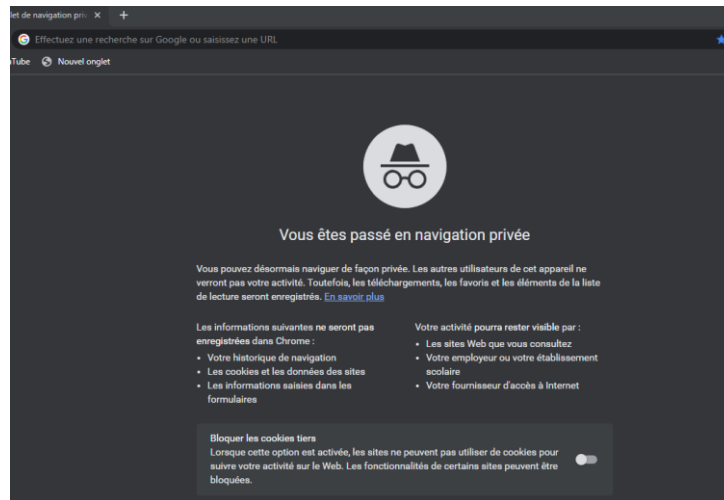 let de navigation priv
Effectuez une recherche sur Google ou saisissez une URL
Tube Nouvel onglet
Vous êtes passé en navigation privée
Vous pouvez désormais naviguer de façon privée. Les autres utilisateurs de cet appareil ne
verront pas votre activité. Toutefois, les téléchargements, les favoris et les éléments de la liste
de lecture seront enregistrés. En savoir plus
Les informations suivantes ne seront pas
enregistrées dans Chrome :
• Votre historique de navigation
• Les cookies et les données des sites
• Les informations saisies dans les
formulaires
Votre activité pourra rester visible par :
• Les sites Web que vous consultez
• Votre employeur ou votre établissement
scolaire
• Votre fournisseur d'accès à Internet
Bloquer les cookies tiers
Lorsque cette option est activée, les sites ne peuvent pas utiliser de cookies pour
suivre votre activité sur le Web. Les fonctionnalités de certains sites peuvent être
bloquées.